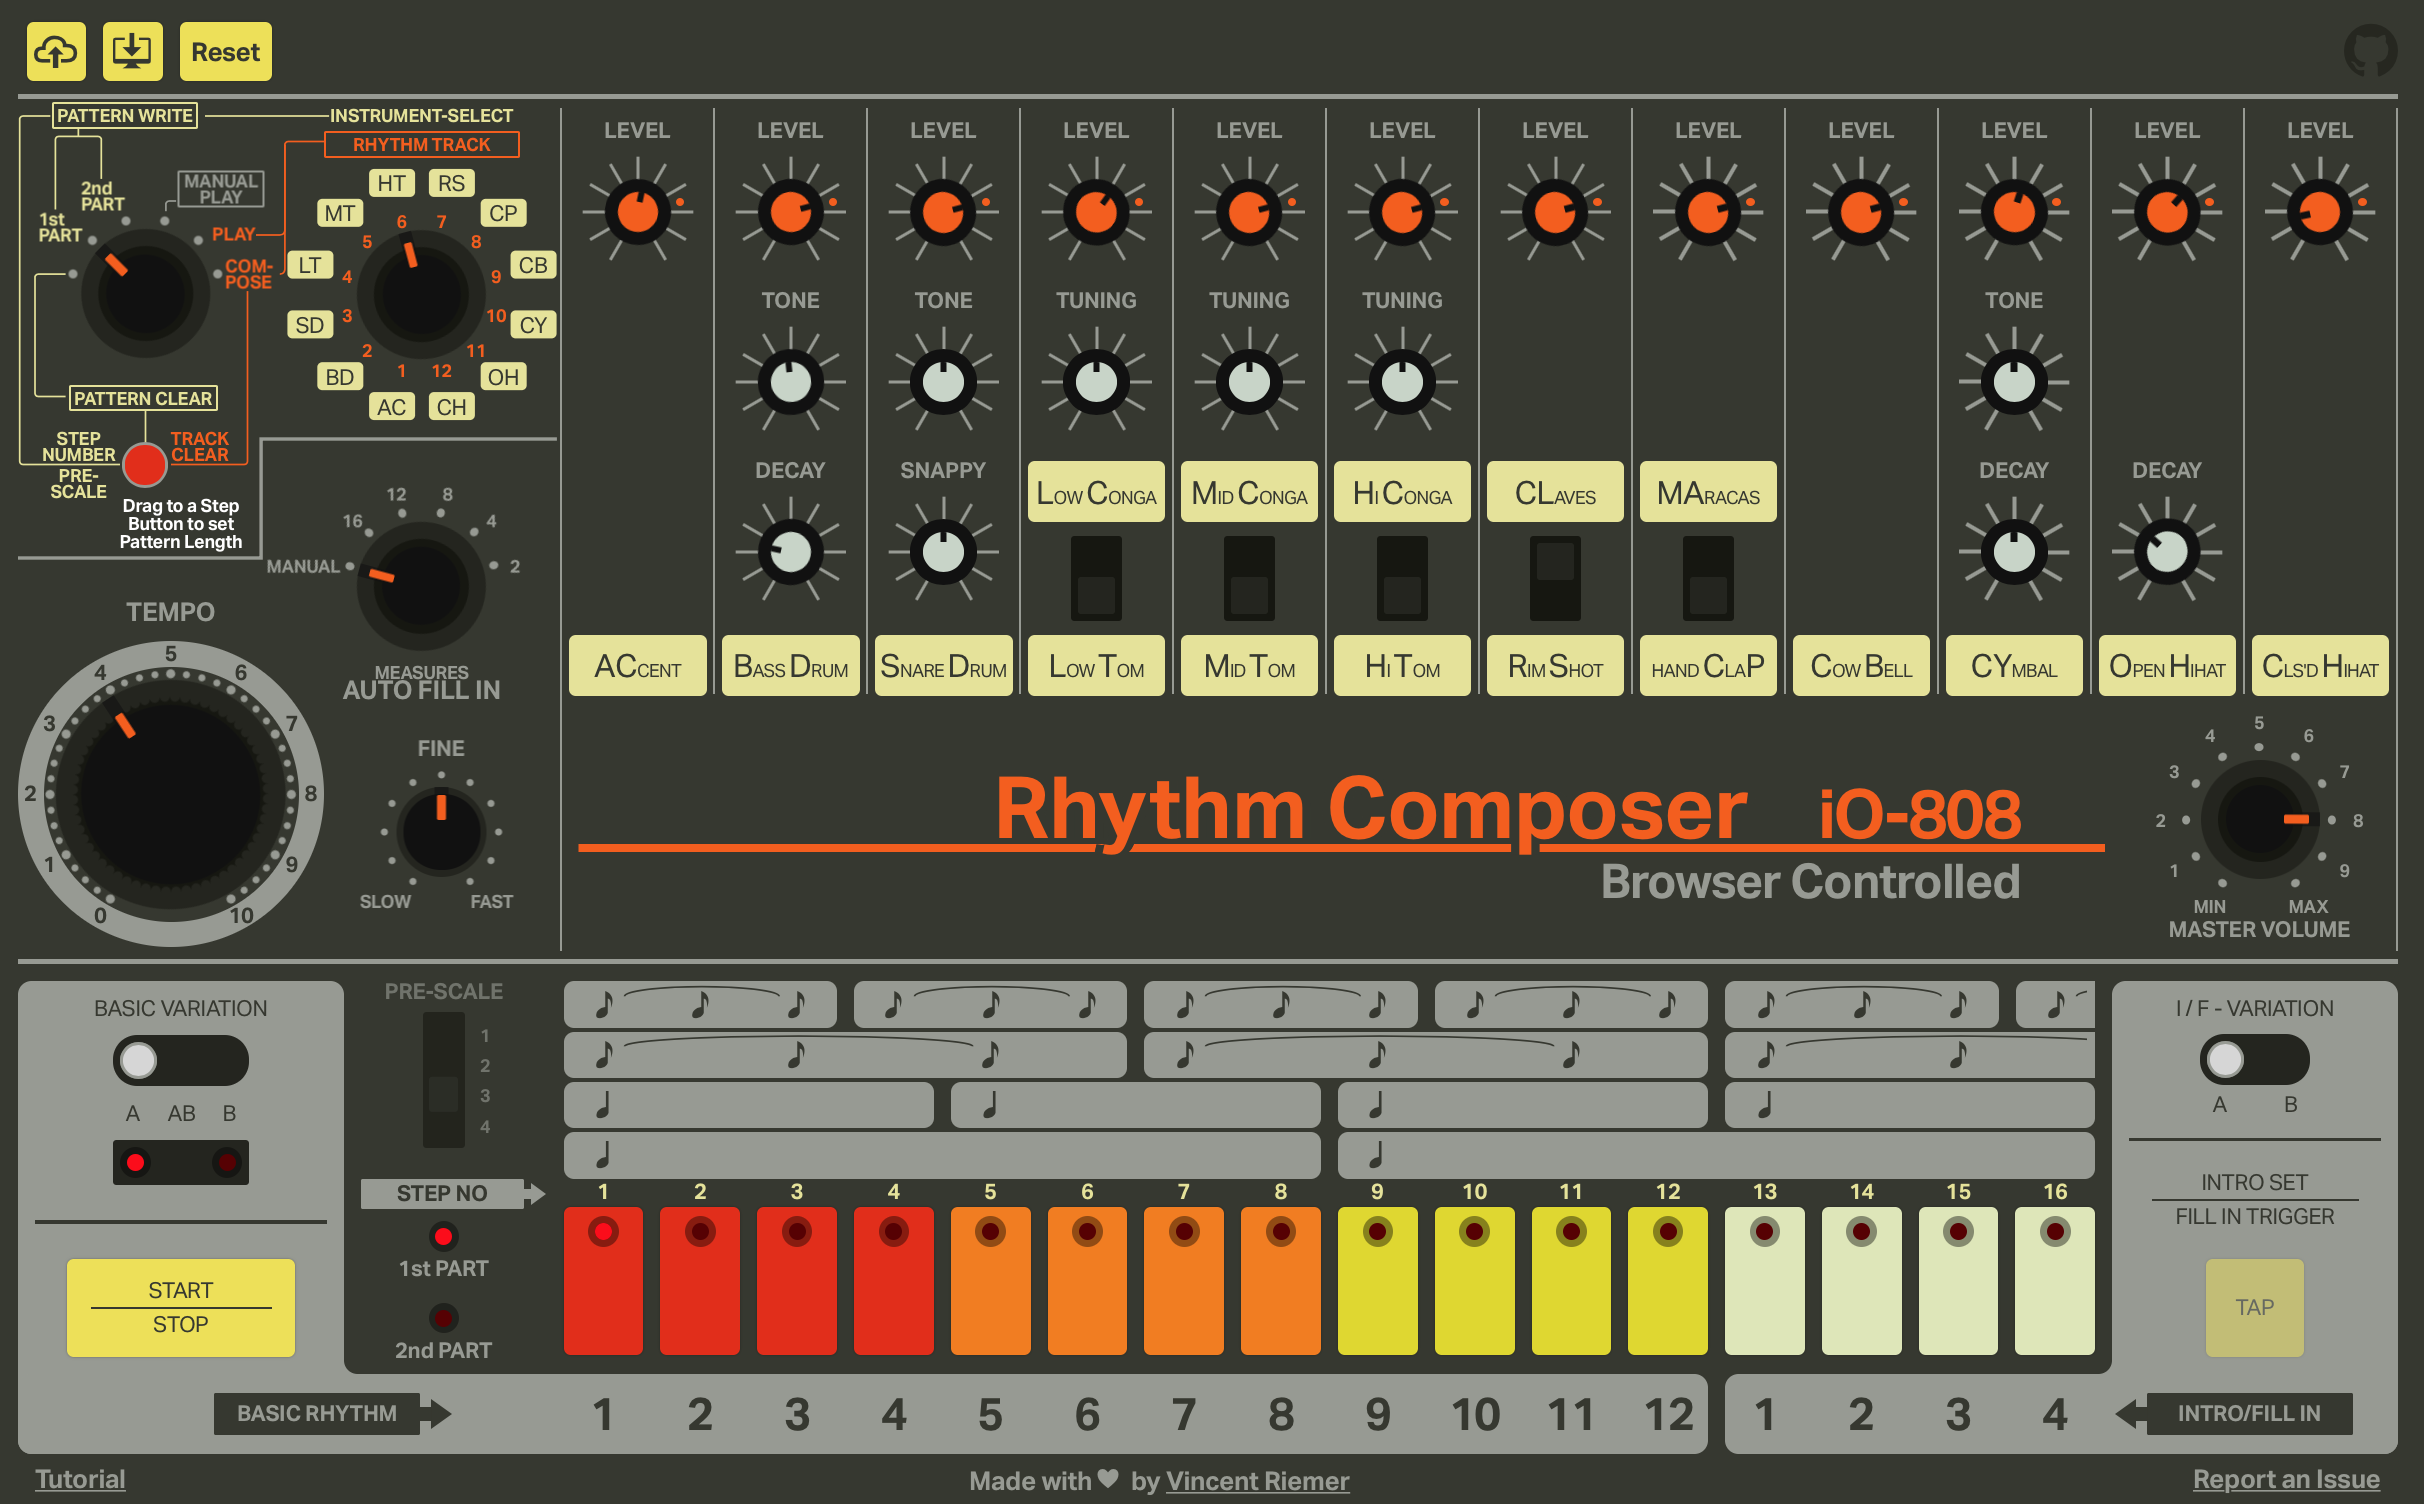 Reset
PATTERN WRITE
INSTRUMENT-SELECT
RHYTHM TRACK
1st
PART
2nd
PART
MANUAL
PLAY
PLAY
COM-
POSE
HT RS
MT CP
LT CB
SD CY
BD OH
AC CH
6 7
5 8
4 9
3 10
2 11
1 12
PATTERN CLEAR
STEP
NUMBER
PRE-
SCALE
TRACK
CLEAR
Drag to a Step
Button to set
Pattern Length
MANUAL 16 12 8 4 2
MEASURES
AUTO FILL IN
TEMPO
0 1 2 3 4 5 6 7 8 9 10
FINE
SLOW FAST
LEVEL LEVEL LEVEL LEVEL LEVEL LEVEL LEVEL LEVEL LEVEL LEVEL LEVEL LEVEL
TONE TONE TUNING TUNING TUNING TONE
DECAY SNAPPY DECAY DECAY
LOW CONGA MID CONGA HI CONGA CLAVES MARACAS
ACCENT BASS DRUM SNARE DRUM LOW TOM MID TOM HI TOM RIM SHOT HAND CLAP COW BELL CYMBAL OPEN HIHAT CLS'D HIHAT
Rhythm Composer iO-808
Browser Controlled
1 2 3 4 5 6 7 8 9
MIN MAX
MASTER VOLUME
BASIC VARIATION
A AB B
START
STOP
PRE-SCALE
1
2
3
4
STEP NO
1st PART
2nd PART
1 2 3 4 5 6 7 8 9 10 11 12 13 14 15 16
I / F - VARIATION
A B
INTRO SET
FILL IN TRIGGER
TAP
BASIC RHYTHM 1 2 3 4 5 6 7 8 9 10 11 12 1 2 3 4 INTRO/FILL IN
Tutorial
Made with ♥ by Vincent Riemer
Report an Issue